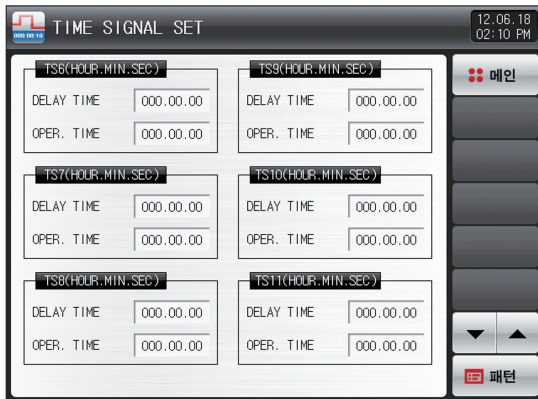 TIME SIGNAL SET
12.06.18
02:10 PM
000:00:10
TS6(HOUR.MIN.SEC)
DELAY TIME 000.00.00
OPER. TIME 000.00.00
TS9(HOUR.MIN.SEC)
DELAY TIME 000.00.00
OPER. TIME 000.00.00
TS7(HOUR.MIN.SEC)
DELAY TIME 000.00.00
OPER. TIME 000.00.00
TS10(HOUR.MIN.SEC)
DELAY TIME 000.00.00
OPER. TIME 000.00.00
TS8(HOUR.MIN.SEC)
DELAY TIME 000.00.00
OPER. TIME 000.00.00
TS11(HOUR.MIN.SEC)
DELAY TIME 000.00.00
OPER. TIME 000.00.00
메인
패턴